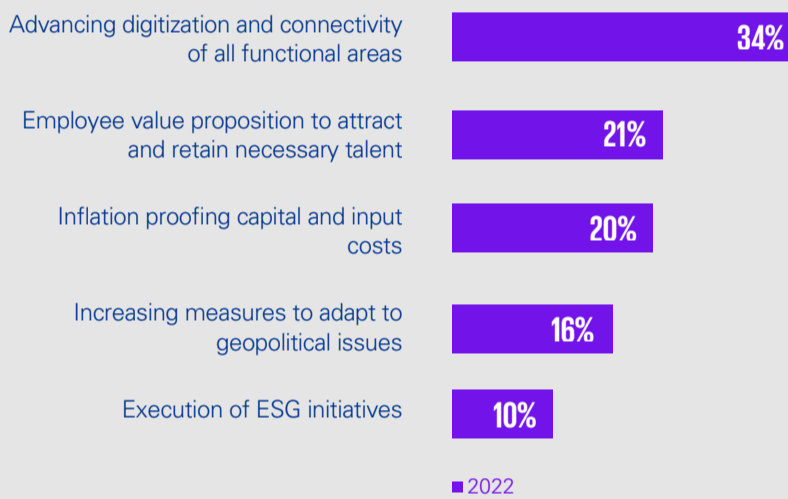 Advancing digitization and connectivity
of all functional areas
34%
Employee value proposition to attract
and retain necessary talent
21%
Inflation proofing capital and input
costs
20%
Increasing measures to adapt to
geopolitical issues
16%
Execution of ESG initiatives
10%
2022